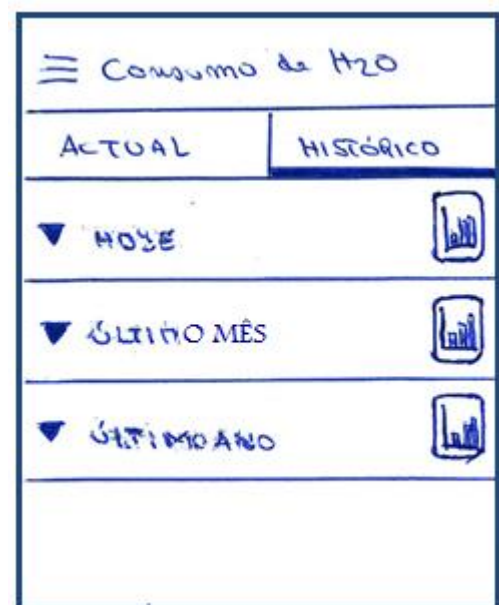 Consumo de H2O
ACTUAL HISTÓRICO
HOJE
ÚLTIMO MÊS
ÚLTIMO ANO